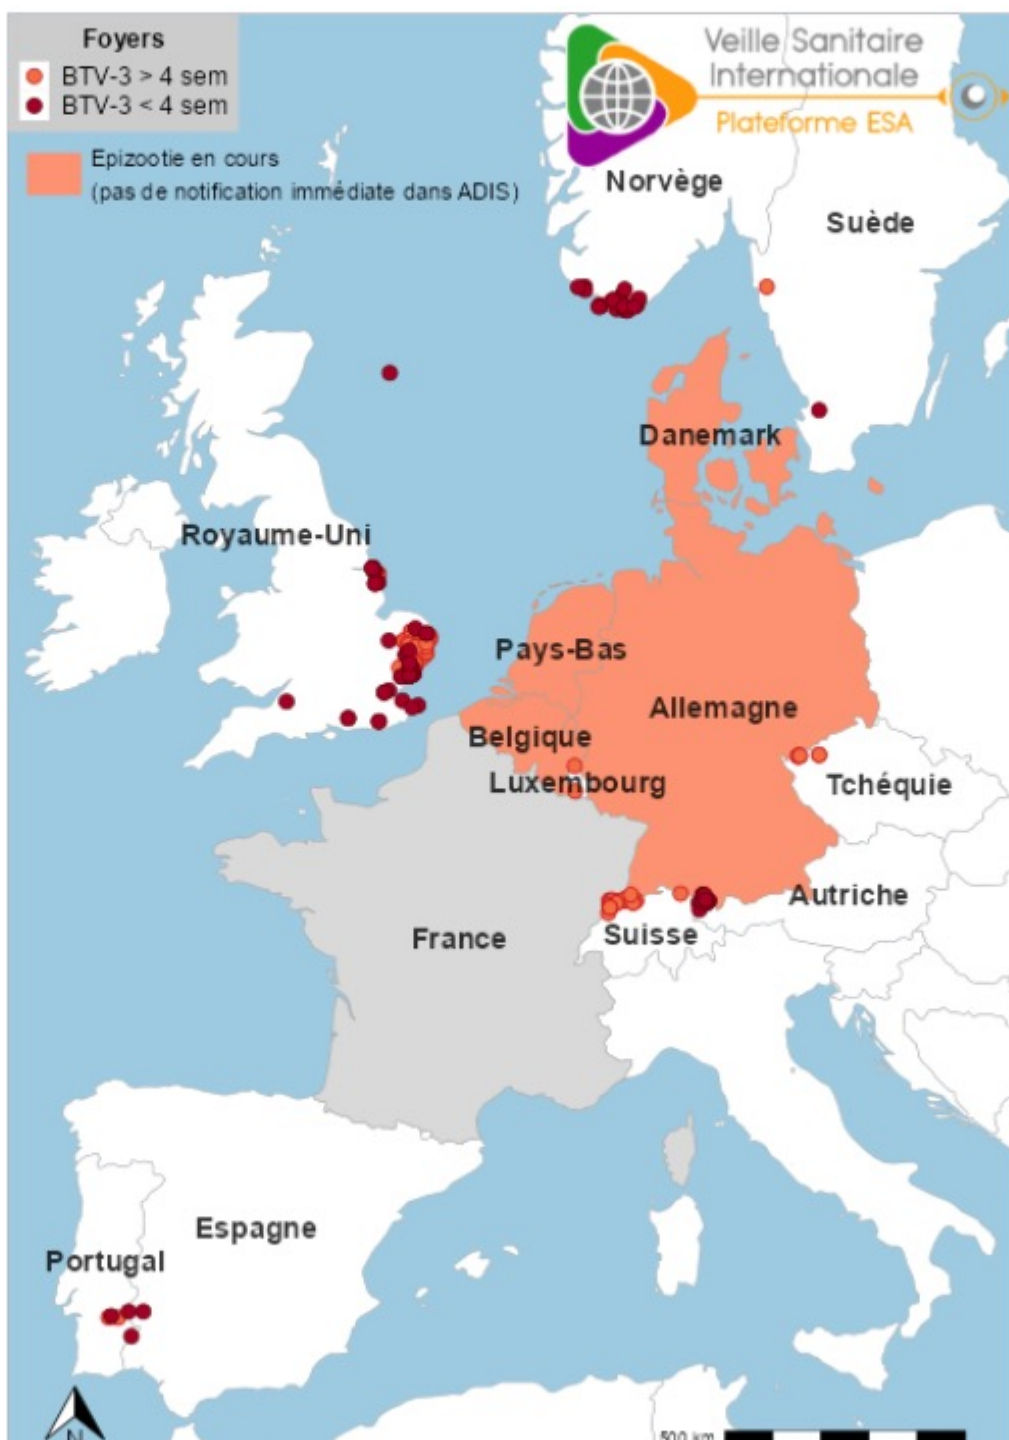 Foyers
BTV-3 > 4 sem
BTV-3 < 4 sem
Epizootie en cours
(pas de notification immédiate dans ADIS)
Veille Sanitaire
Internationale
Plateforme ESA
Norvège
Suède
Danemark
Royaume-Uni
Pays-Bas
Allemagne
Belgique
Luxembourg
Tchéquie
Autriche
France
Suisse
Espagne
Portugal
N
500 km